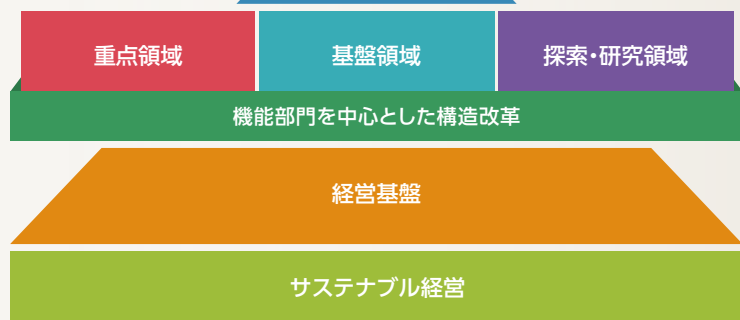 重点領域
基盤領域
探索・研究領域
機能部門を中心とした構造改革
経営基盤
サステナブル経営